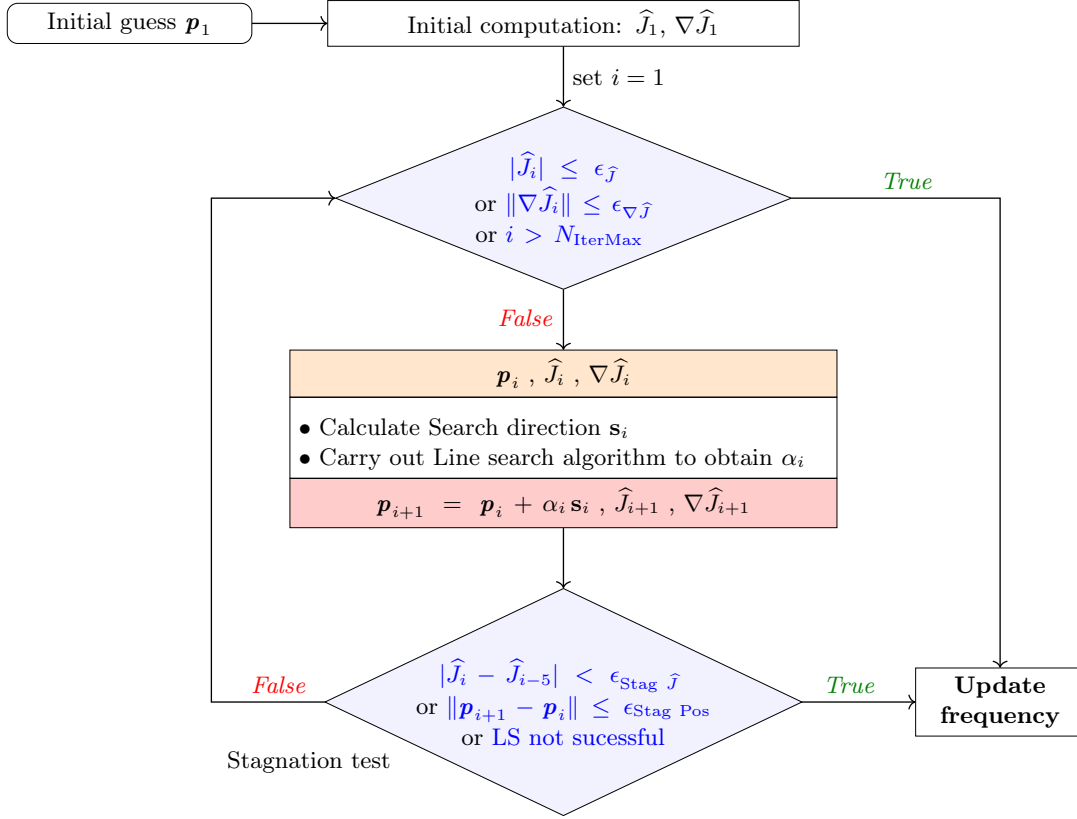 Initial guess 𝒑₁
Initial computation: Ĵ₁, ∇Ĵ₁
set i = 1
|Ĵᵢ| ≤ ϵ_Ĵ
or ‖∇Ĵᵢ‖ ≤ ϵ_∇Ĵ
or i > N_IterMax
True
False
𝒑ᵢ , Ĵᵢ , ∇Ĵᵢ
• Calculate Search direction 𝐬ᵢ
• Carry out Line search algorithm to obtain αᵢ
𝒑ᵢ₊₁ = 𝒑ᵢ + αᵢ 𝐬ᵢ , Ĵᵢ₊₁ , ∇Ĵᵢ₊₁
|Ĵᵢ − Ĵᵢ₋₅| < ϵ_Stag Ĵ
or ‖𝒑ᵢ₊₁ − 𝒑ᵢ‖ ≤ ϵ_Stag Pos
or LS not sucessful
False
True
Stagnation test
Update
frequency